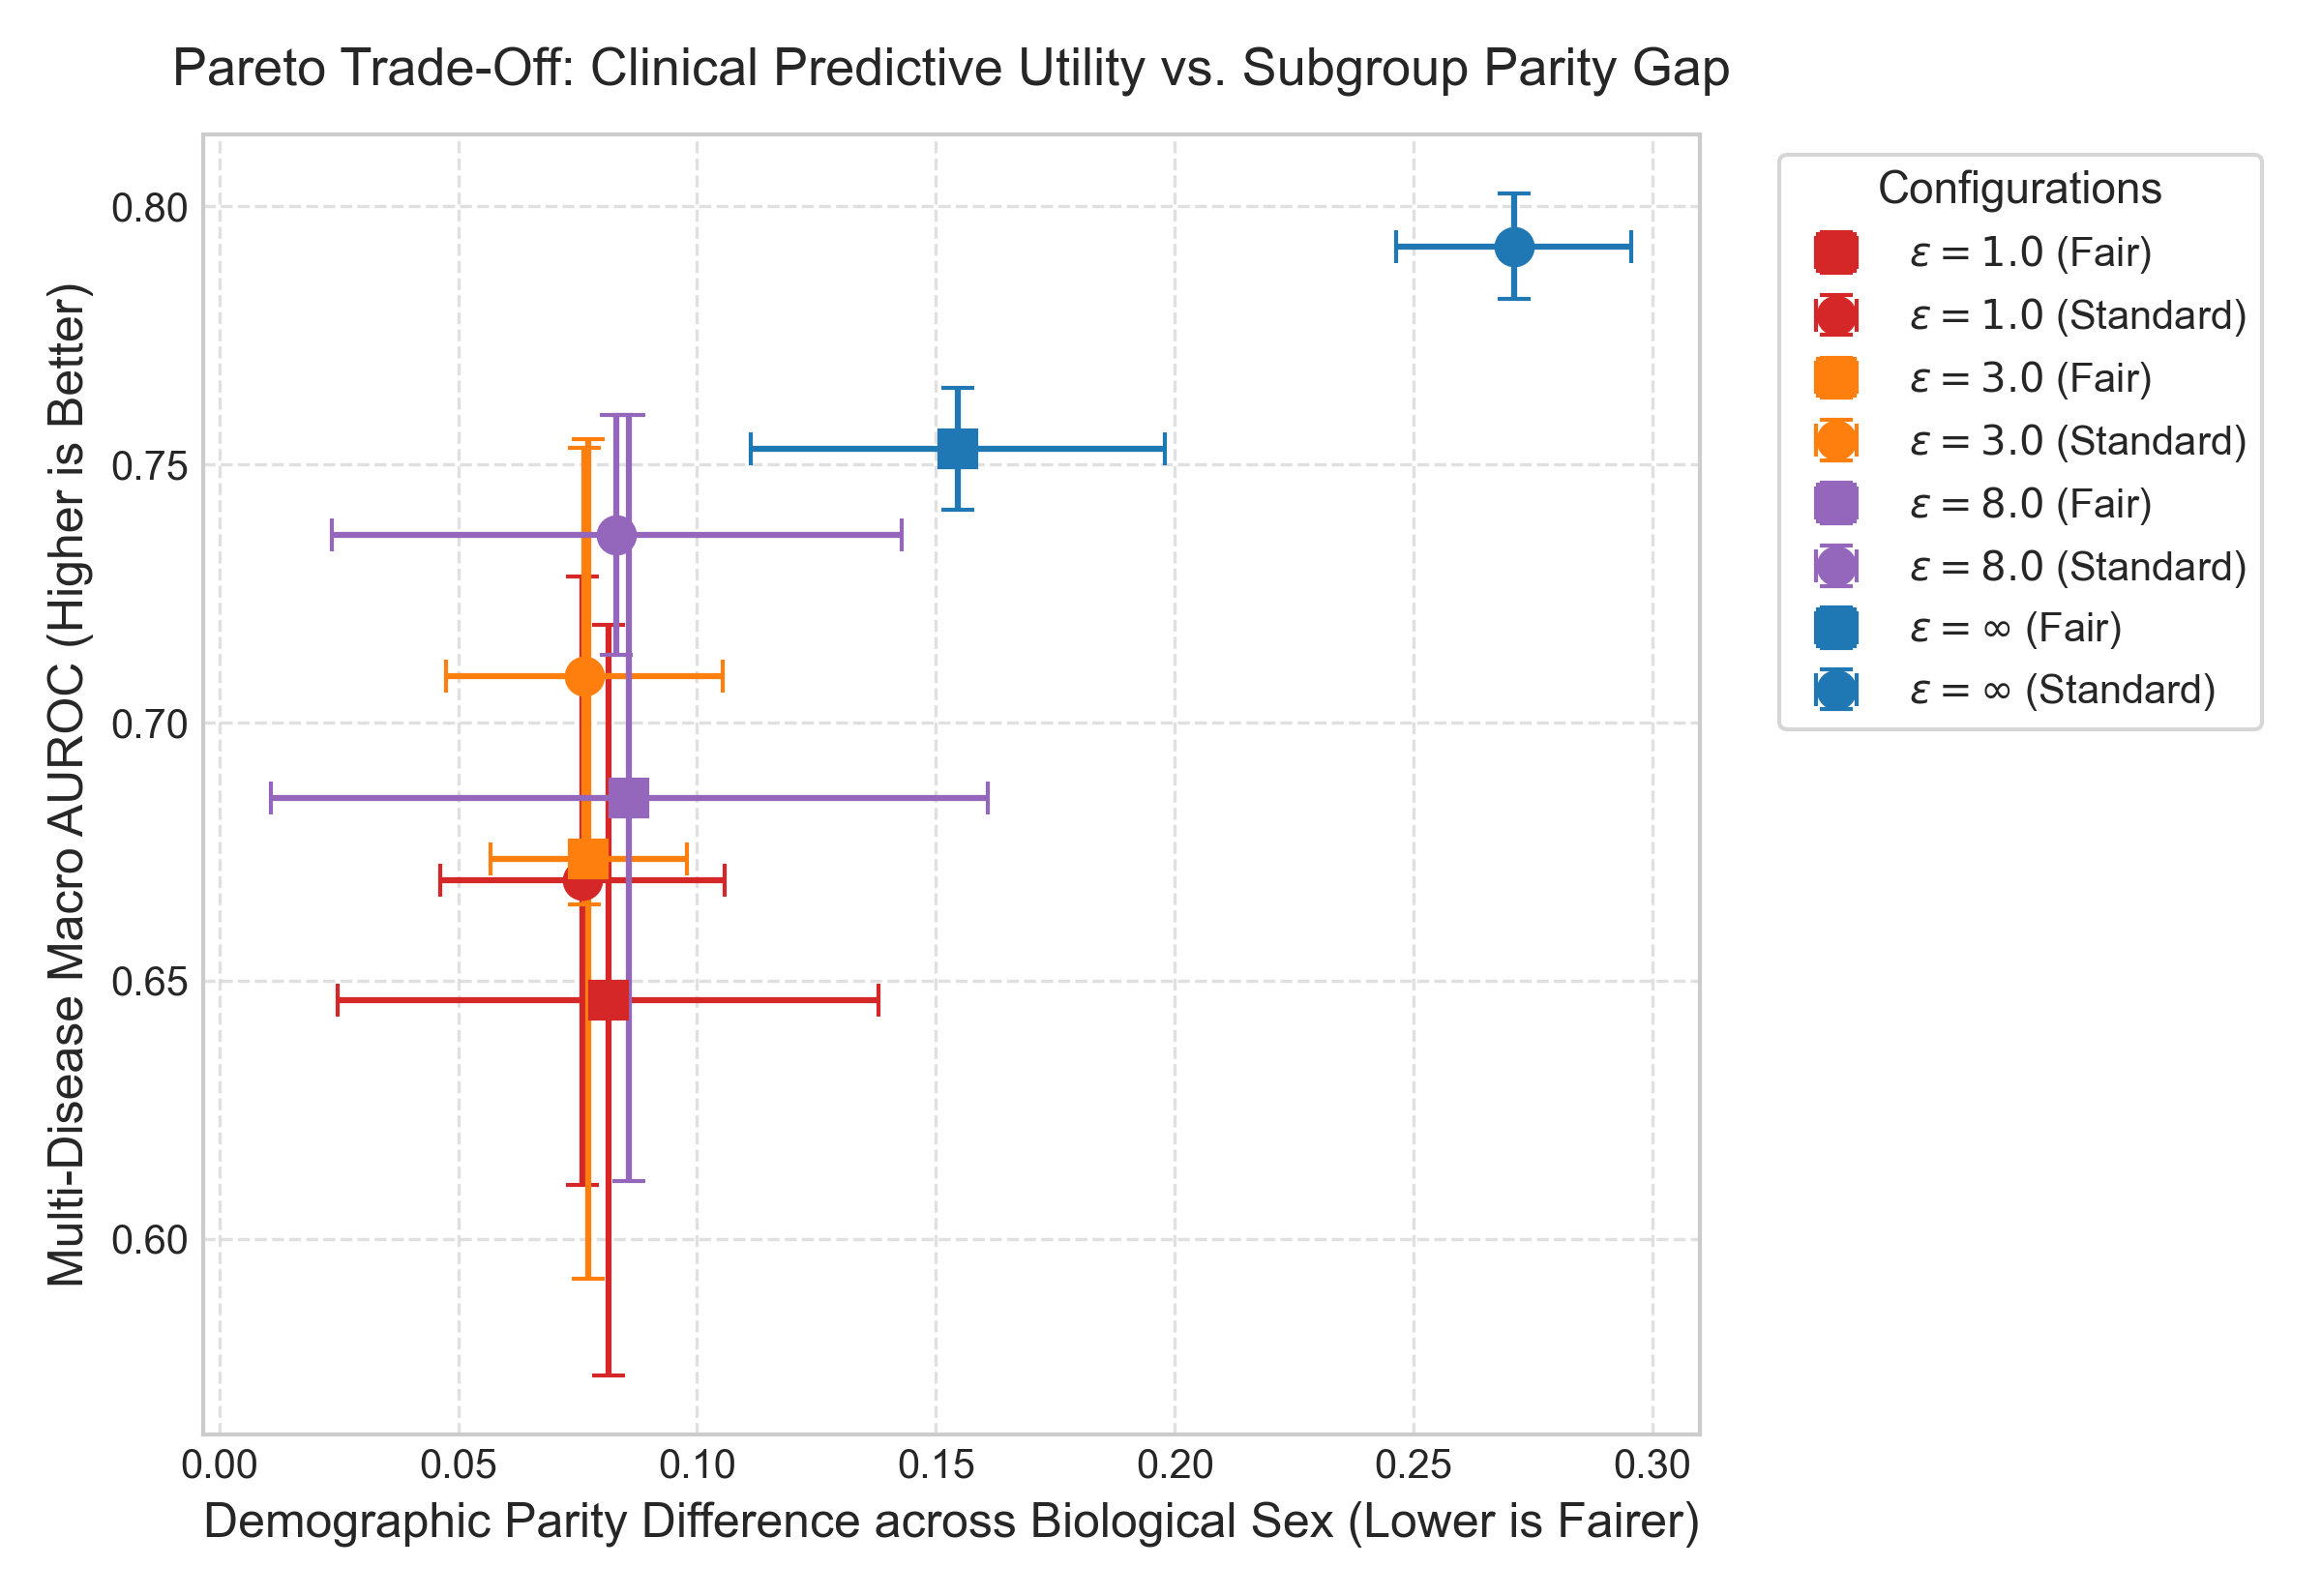 Pareto Trade-Off: Clinical Predictive Utility vs. Subgroup Parity Gap
Multi-Disease Macro AUROC (Higher is Better)
0.80
0.75
0.70
0.65
0.60
0.00 0.05 0.10 0.15 0.20 0.25 0.30
Demographic Parity Difference across Biological Sex (Lower is Fairer)
Configurations
ε = 1.0 (Fair)
ε = 1.0 (Standard)
ε = 3.0 (Fair)
ε = 3.0 (Standard)
ε = 8.0 (Fair)
ε = 8.0 (Standard)
ε = ∞ (Fair)
ε = ∞ (Standard)